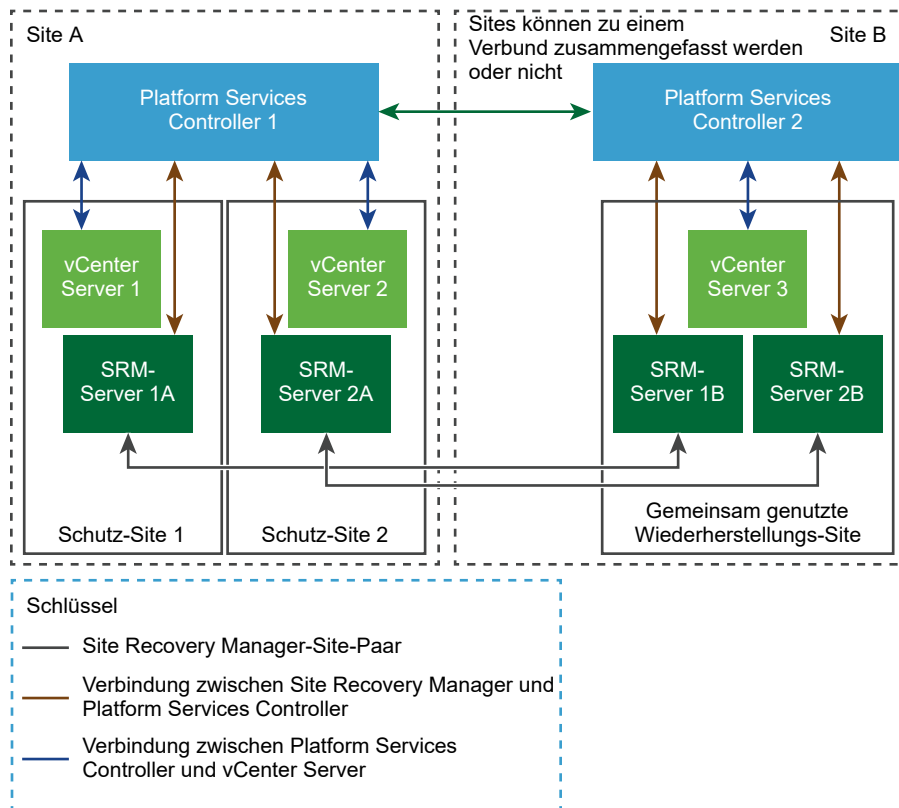 Site A
Sites können zu einem
Verbund zusammengefasst werden
oder nicht
Site B
Platform Services
Controller 1
Platform Services
Controller 2
vCenter
Server 1
vCenter
Server 2
vCenter
Server 3
SRM-
Server 1A
SRM-
Server 2A
SRM-
Server 1B
SRM-
Server 2B
Schutz-Site 1
Schutz-Site 2
Gemeinsam genutzte
Wiederherstellungs-Site
Schlüssel
Site Recovery Manager-Site-Paar
Verbindung zwischen Site Recovery Manager und
Platform Services Controller
Verbindung zwischen Platform Services
Controller und vCenter Server